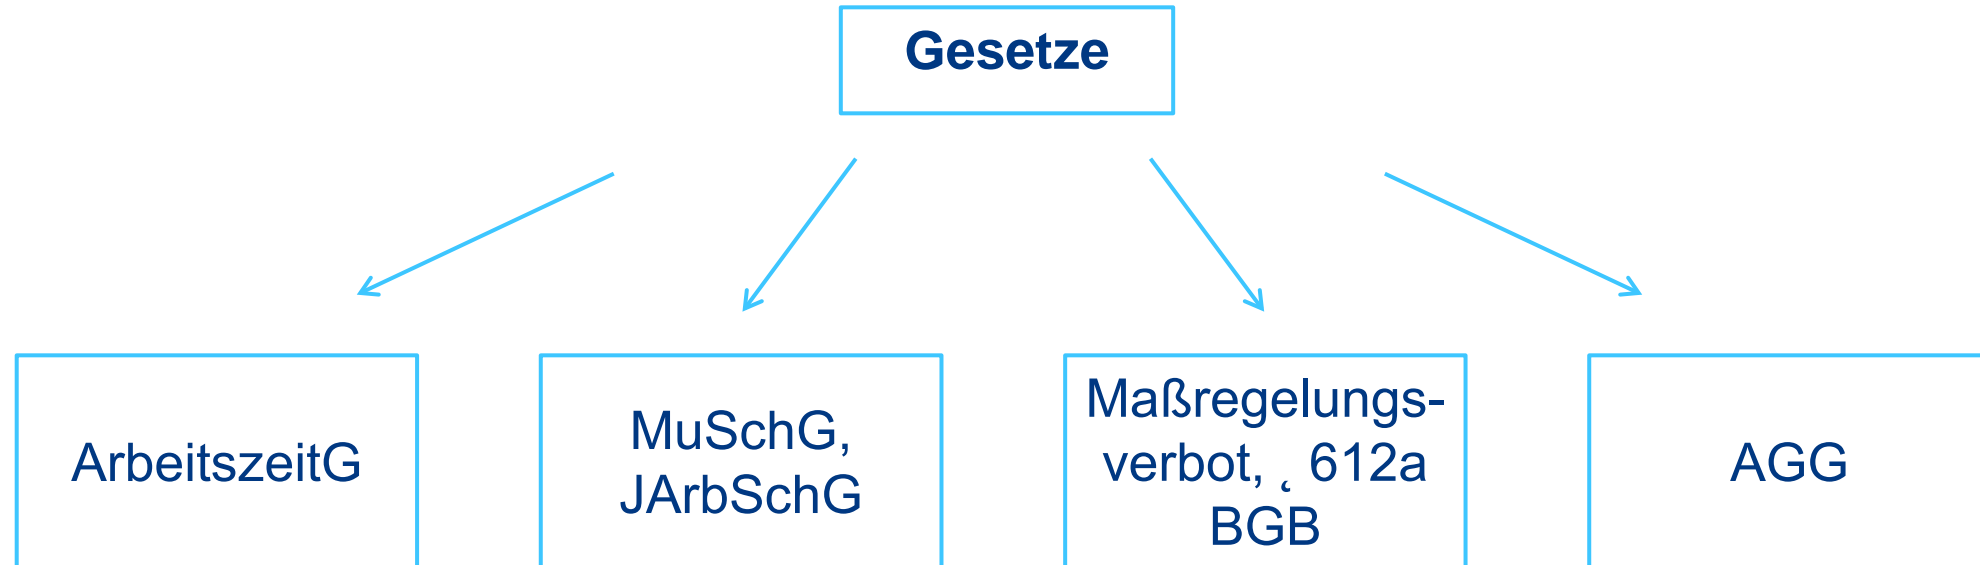 Gesetze
ArbeitszeitG
MuSchG,
JArbSchG
Maßregelungs-
verbot, ˛ 612a
BGB
AGG